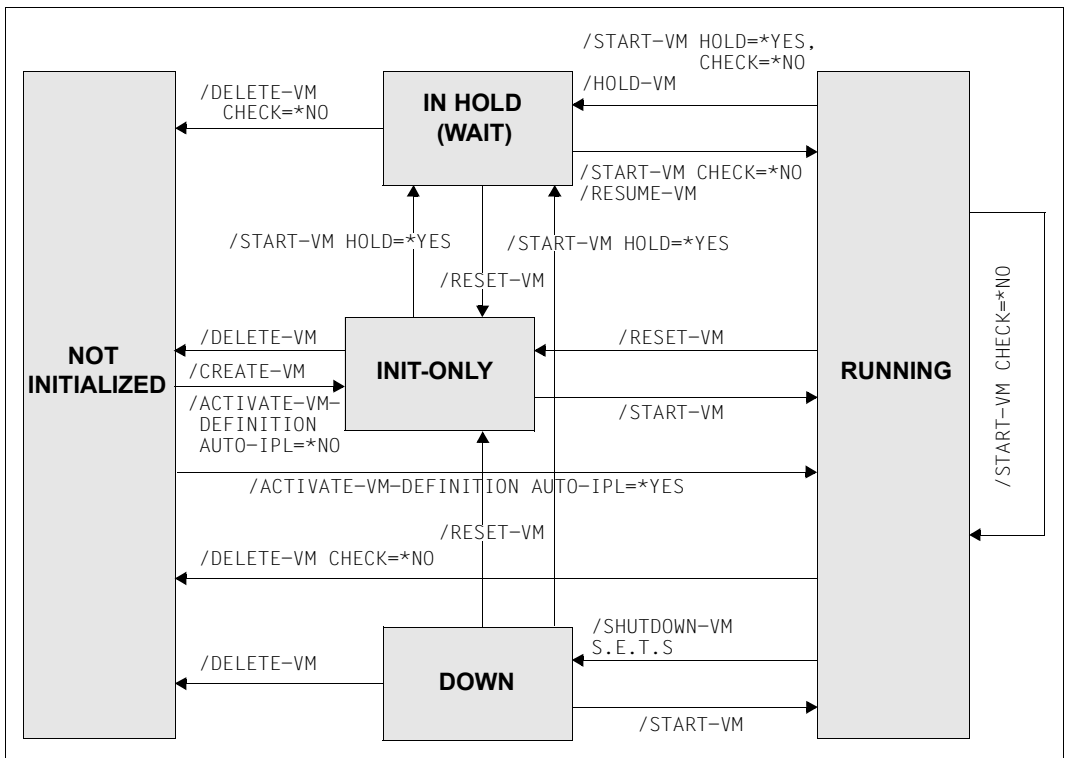 /START-VM HOLD=*YES,
CHECK=*NO
/HOLD-VM
/DELETE-VM
CHECK=*NO
IN HOLD
(WAIT)
/START-VM CHECK=*NO
/RESUME-VM
/START-VM HOLD=*YES
/START-VM HOLD=*YES
/RESET-VM
/START-VM CHECK=*NO
/DELETE-VM
/RESET-VM
NOT
INITIALIZED
/CREATE-VM
INIT-ONLY
RUNNING
/ACTIVATE-VM-
DEFINITION
AUTO-IPL=*NO
/START-VM
/ACTIVATE-VM-DEFINITION AUTO-IPL=*YES
/RESET-VM
/DELETE-VM CHECK=*NO
/SHUTDOWN-VM
S.E.T.S
/DELETE-VM
DOWN
/START-VM